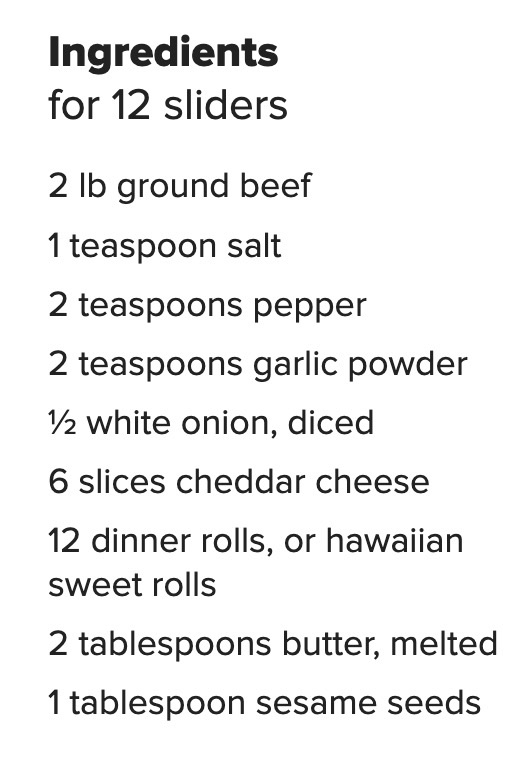 Ingredients
for 12 sliders
2 lb ground beef
1 teaspoon salt
2 teaspoons pepper
2 teaspoons garlic powder
½ white onion, diced
6 slices cheddar cheese
12 dinner rolls, or hawaiian
sweet rolls
2 tablespoons butter, melted
1 tablespoon sesame seeds